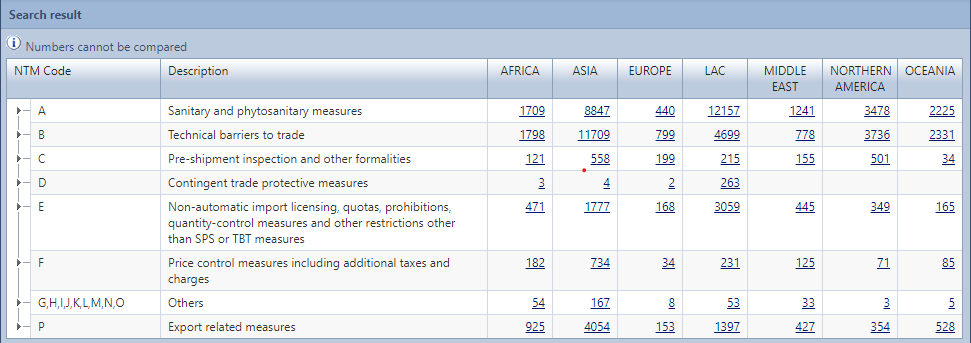 Search result
Numbers cannot be compared
NTM Code Description AFRICA ASIA EUROPE LAC MIDDLE EAST NORTHERN AMERICA OCEANIA
A Sanitary and phytosanitary measures 1709 8847 440 12157 1241 3478 2225
B Technical barriers to trade 1798 11709 799 4699 778 3736 2331
C Pre-shipment inspection and other formalities 121 558 199 215 155 501 34
D Contingent trade protective measures 3 4 2 263
E Non-automatic import licensing, quotas, prohibitions, 471 1777 168 3059 445 349 165
quantity-control measures and other restrictions other
than SPS or TBT measures
F Price control measures including additional taxes and 182 734 34 231 125 71 85
charges
G,H,I,J,K,L,M,N,O Others 54 167 8 53 33 3 5
P Export related measures 925 4054 153 1397 427 354 528